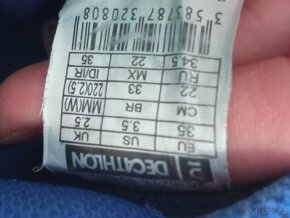 DECATHLON
EU US UK
35 3.5 2.5
CM BR MM(W)
22 33 220(2.5)
RU MX ID/IR
34.5 22 35
3 583787 320808